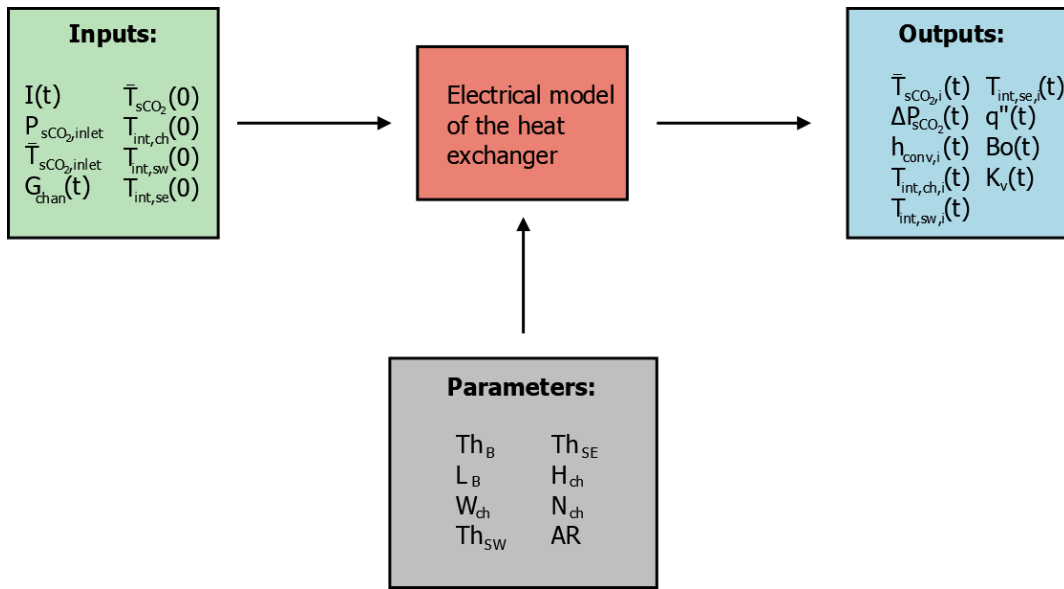 Inputs:
I(t) T̄sCO₂(0)
PsCO₂,inlet Tint,ch(0)
T̄sCO₂,inlet Tint,sw(0)
Gchan(t) Tint,se(0)
Electrical model
of the heat
exchanger
Outputs:
T̄sCO₂,i(t) Tint,se,i(t)
ΔPsCO₂(t) q"(t)
hconv,i(t) Bo(t)
Tint,ch,i(t) Kv(t)
Tint,sw,i(t)
Parameters:
ThB ThSE
LB Hch
Wch Nch
ThSW AR